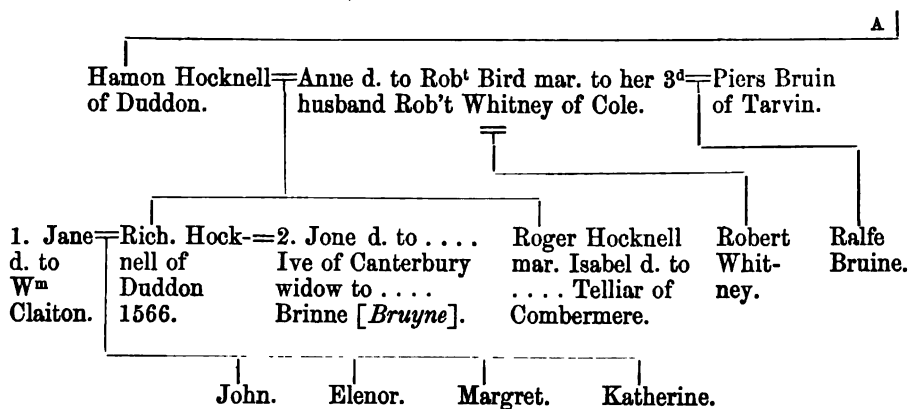 A
Hamon Hocknell=Anne d. to Robᵗ Bird mar. to her 3ᵈ=Piers Bruin
of Duddon. husband Rob't Whitney of Cole. of Tarvin.
1. Jane=Rich. Hock-=2. Jone d. to .... Roger Hocknell Robert Ralfe
d. to nell of Ive of Canterbury mar. Isabel d. to Whit- Bruine.
Wᵐ Duddon widow to .... .... Telliar of ney.
Claiton. 1566. Brinne [Bruyne]. Combermere.
John. Elenor. Margret. Katherine.